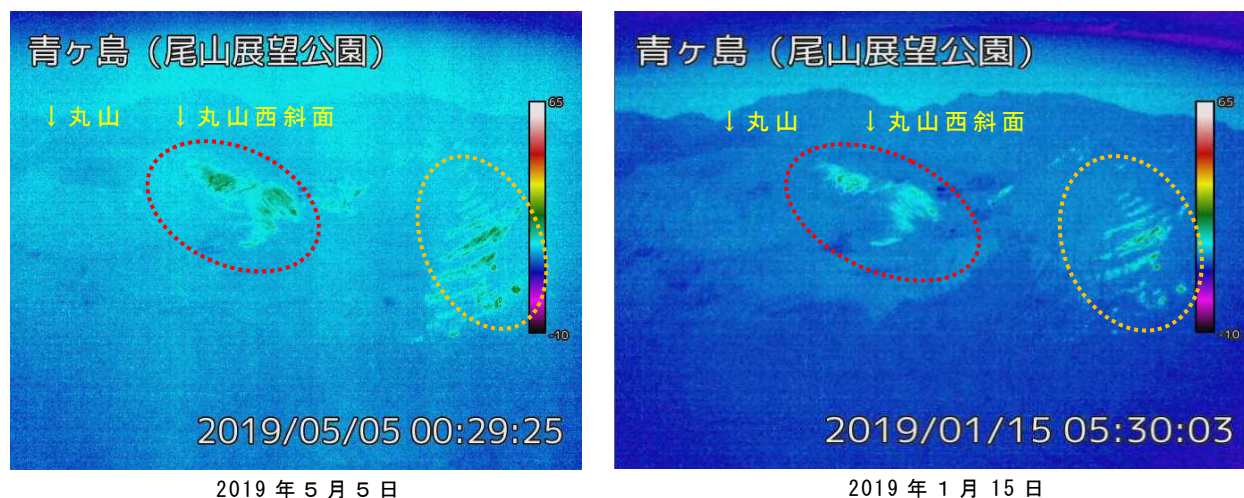 青ヶ島（尾山展望公園）
↓丸山 ↓丸山西斜面
65
-10
2019/05/05 00:29:25
2019年5月5日
青ヶ島（尾山展望公園）
↓丸山 ↓丸山西斜面
65
-10
2019/01/15 05:30:03
2019年1月15日